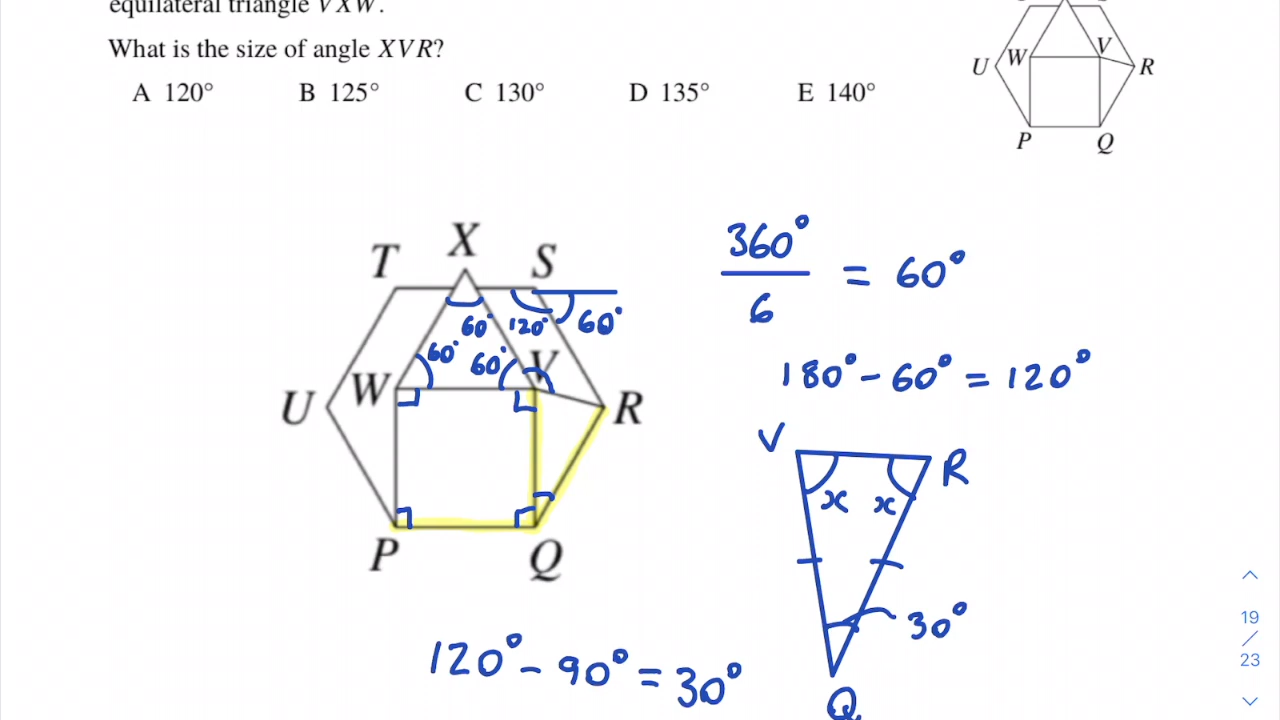 equilateral triangle VXW.
What is the size of angle XVR?
A 120° B 125° C 130° D 135° E 140°
U W V R
P Q
T X S
60° 120° 60°
60° 60°
U W V R
P Q
360°/6 = 60°
180° - 60° = 120°
V R
x x
30°
Q
120° - 90° = 30°
19
/
23